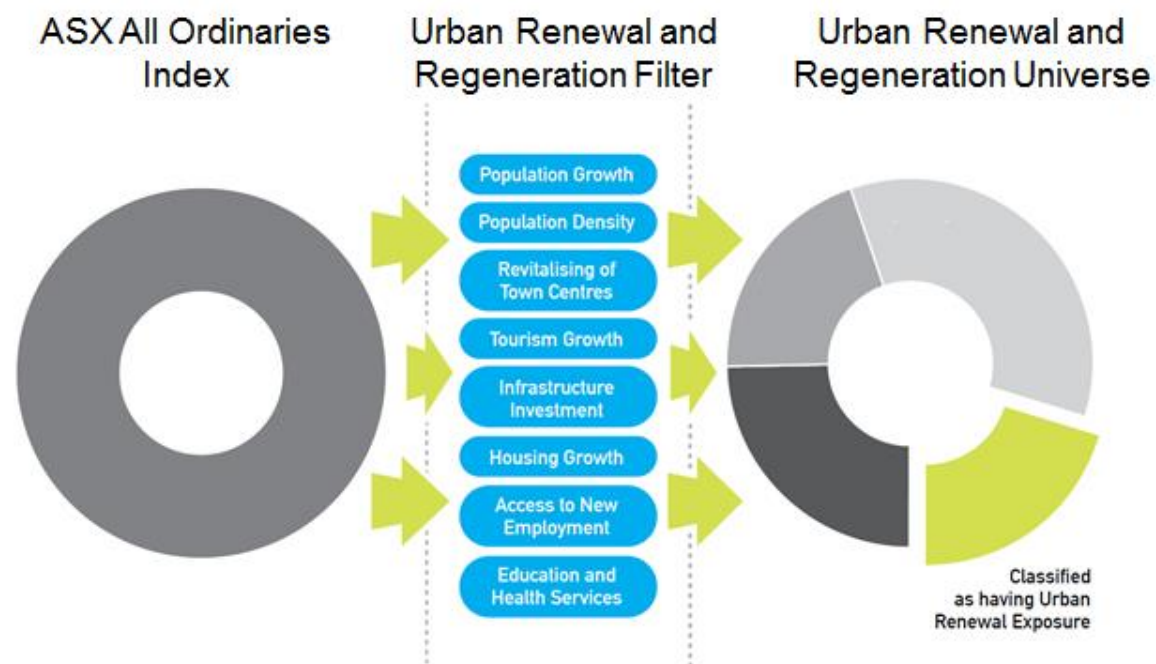 ASX All Ordinaries
Index
Urban Renewal and
Regeneration Filter
Urban Renewal and
Regeneration Universe
Population Growth
Population Density
Revitalising of
Town Centres
Tourism Growth
Infrastructure
Investment
Housing Growth
Access to New
Employment
Education and
Health Services
Classified
as having Urban
Renewal Exposure